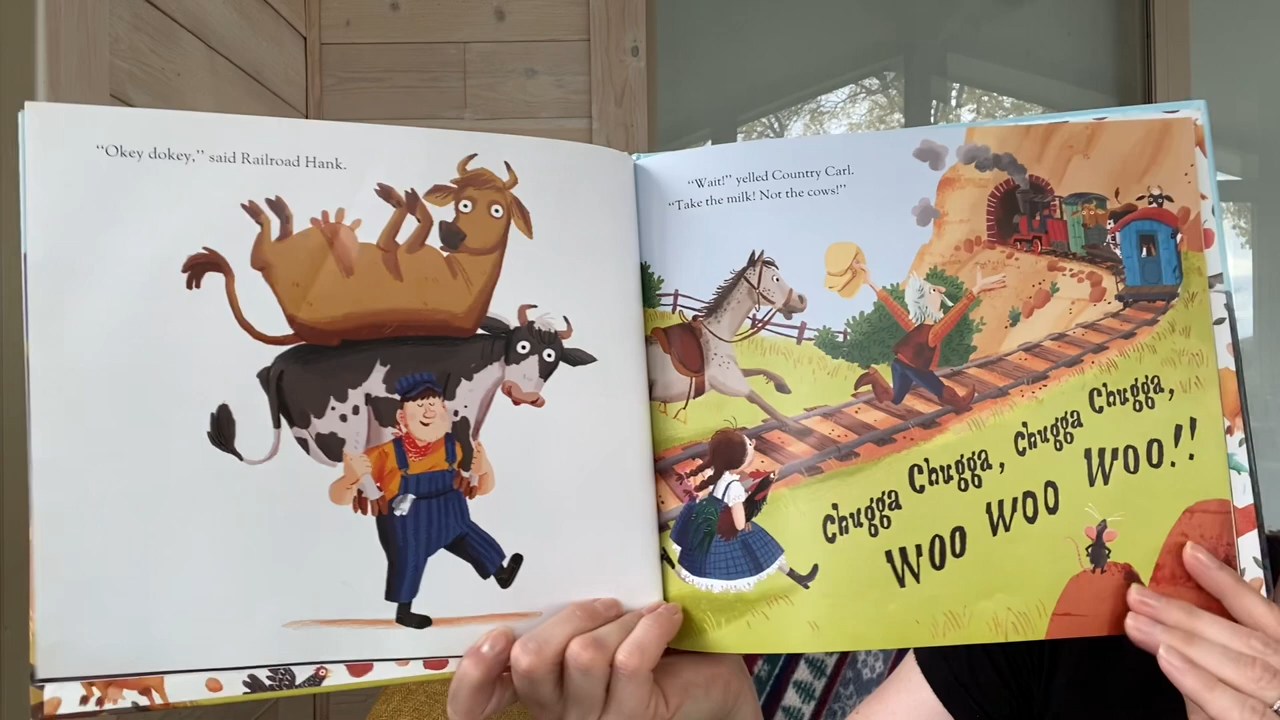 “Okey dokey,” said Railroad Hank.
“Wait!” yelled Country Carl.
“Take the milk! Not the cows!”
Chugga Chugga, Chugga Chugga,
WOO WOO WOO!!